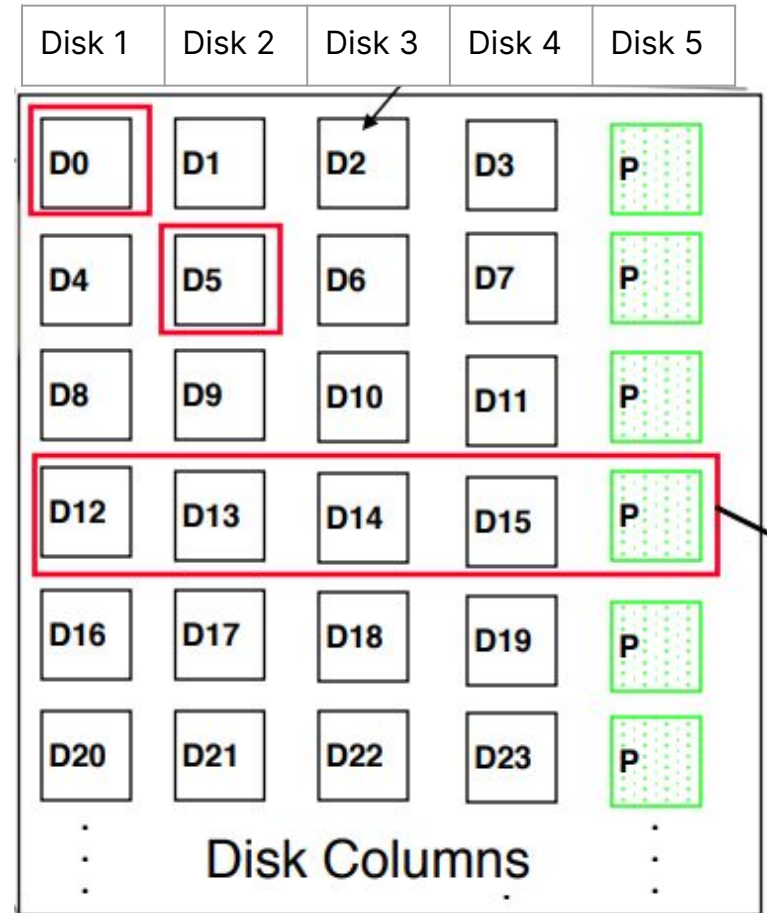 Disk 1 Disk 2 Disk 3 Disk 4 Disk 5
D0 D1 D2 D3 P
D4 D5 D6 D7 P
D8 D9 D10 D11 P
D12 D13 D14 D15 P
D16 D17 D18 D19 P
D20 D21 D22 D23 P
Disk Columns